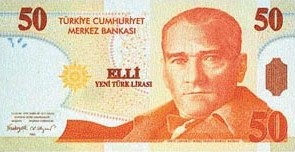 50
TÜRKİYE CUMHURİYET
MERKEZ BANKASI
50
ELLİ
YENİ TÜRK LİRASI
50